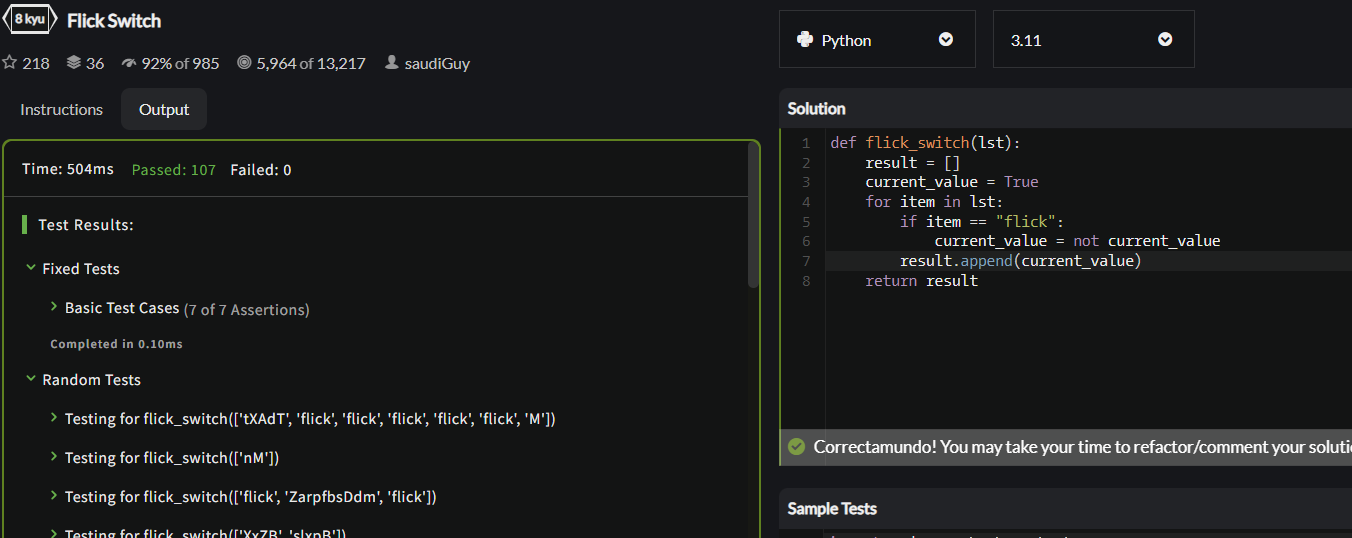 8 kyu Flick Switch
218 36 92% of 985 5,964 of 13,217 saudiGuy
Instructions Output
Time: 504ms Passed: 107 Failed: 0
Test Results:
Fixed Tests
Basic Test Cases (7 of 7 Assertions)
Completed in 0.10ms
Random Tests
Testing for flick_switch(['tXAdT', 'flick', 'flick', 'flick', 'flick', 'flick', 'M'])
Testing for flick_switch(['nM'])
Testing for flick_switch(['flick', 'ZarpfbsDdm', 'flick'])
Testing for flick_switch(['XxZB', 'slxpB'])
Python 3.11
Solution
1 def flick_switch(lst):
2 result = []
3 current_value = True
4 for item in lst:
5 if item == "flick":
6 current_value = not current_value
7 result.append(current_value)
8 return result
Correctamundo! You may take your time to refactor/comment your soluti
Sample Tests